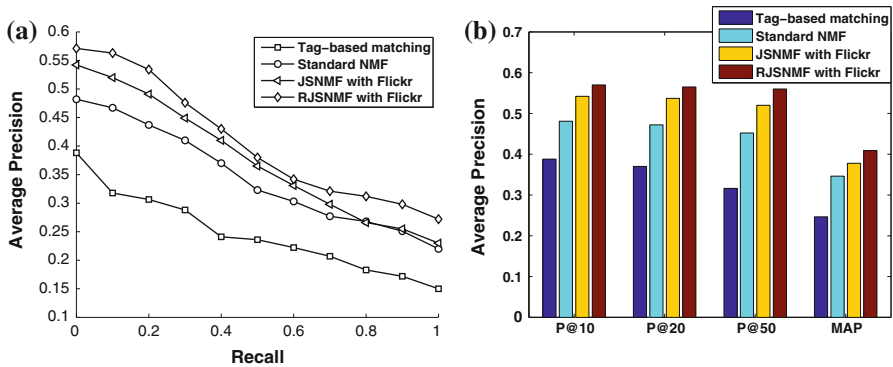 (a)
Average Precision
0.6
0.55
0.5
0.45
0.4
0.35
0.3
0.25
0.2
0.15
0.1
0
0.2
0.4
0.6
0.8
1
Recall
Tag-based matching
Standard NMF
JSNMF with Flickr
RJSNMF with Flickr
(b)
Average Precision
0.7
0.6
0.5
0.4
0.3
0.2
0.1
0
P@10
P@20
P@50
MAP
Tag-based matching
Standard NMF
JSNMF with Flickr
RJSNMF with Flickr